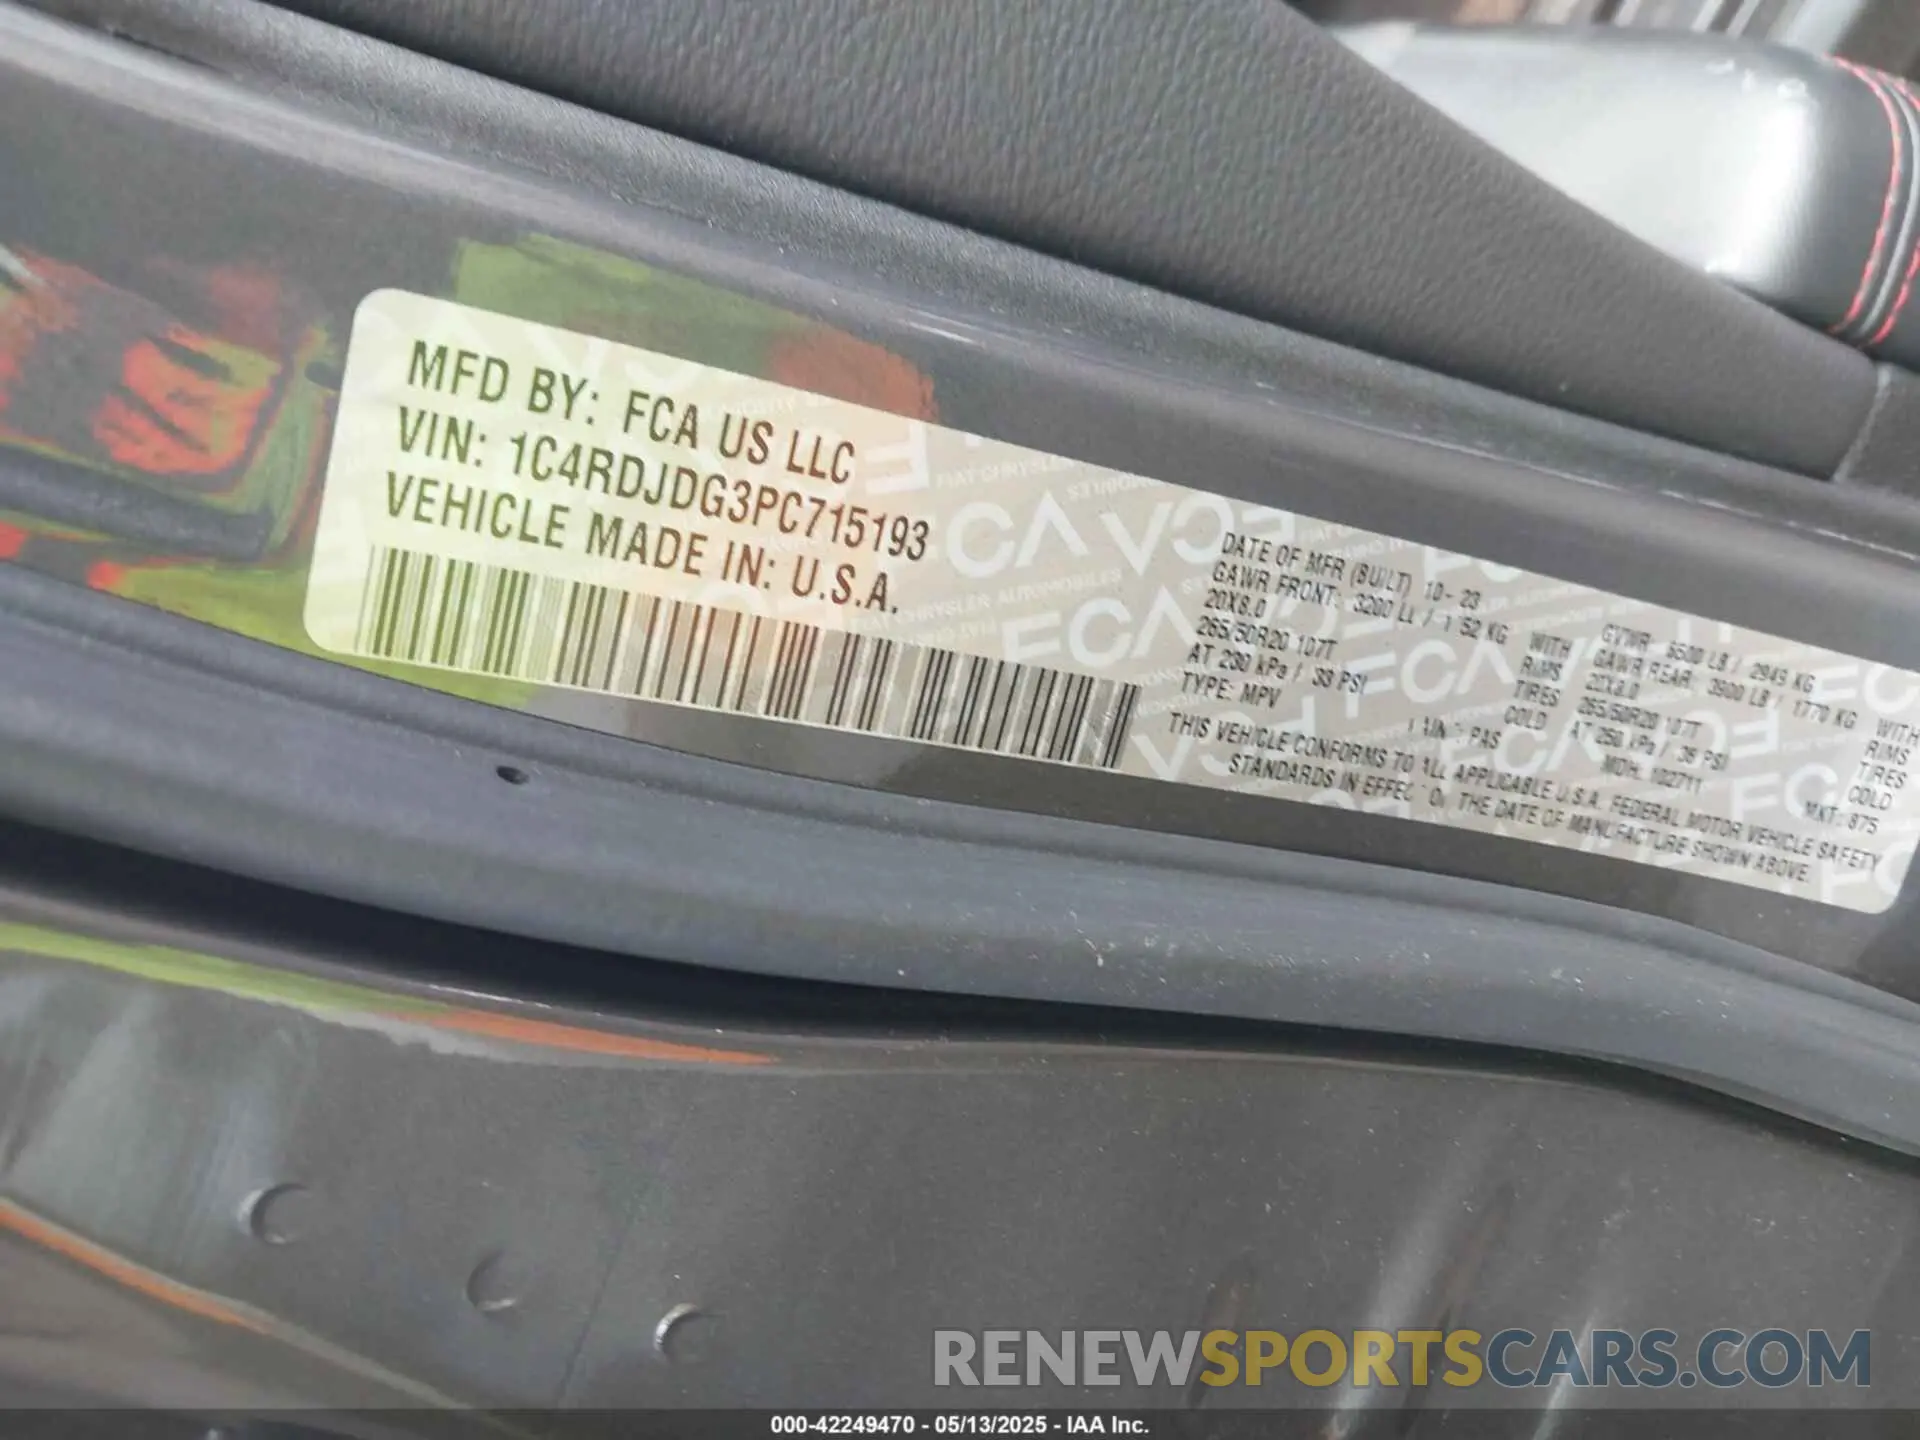 MFD BY: FCA US LLC
VIN: 1C4RDJDG3PC715193
VEHICLE MADE IN: U.S.A.
DATE OF MFR (BUILT) 10-23
GAWR FRONT: 3200 / KG WITH
20X8.0 RIMS
265/50R20 107T TIRES
AT 230 kPa / 33 PSI COLD
TYPE: MPV
GVWR: 6500 LB / 2949 KG
GAWR REAR: 3900 LB / 1770 KG WITH
20X8.0 RIMS
265/50R20 107T TIRES
AT 250 kPa / 36 PSI COLD
MDH: 102711 MKT: 875
THIS VEHICLE CONFORMS TO ALL APPLICABLE U.S.A. FEDERAL MOTOR VEHICLE SAFETY
STANDARDS IN EFFECT ON THE DATE OF MANUFACTURE SHOWN ABOVE.
RENEWSPORTSCARS.COM
000-42249470 - 05/13/2025 - IAA Inc.